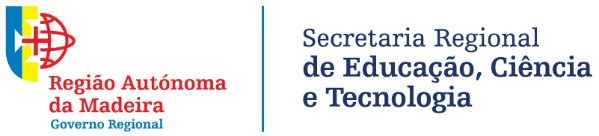 Região Autónoma
da Madeira
Governo Regional
Secretaria Regional
de Educação, Ciência
e Tecnologia